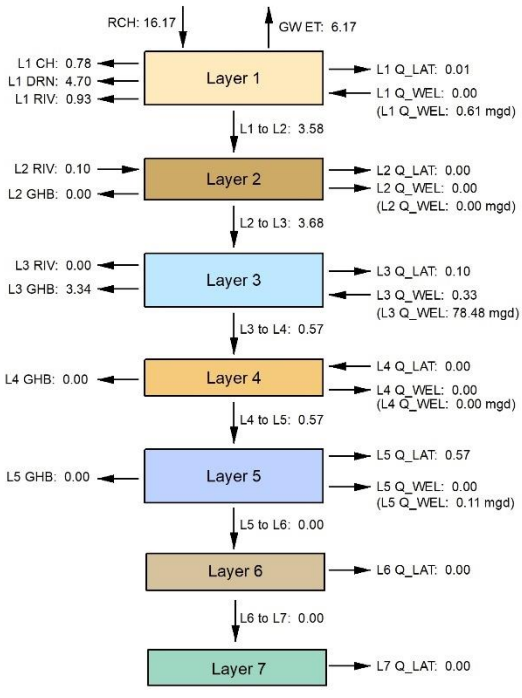 RCH: 16.17
GW ET: 6.17
L1 CH: 0.78
L1 DRN: 4.70
L1 RIV: 0.93
Layer 1
L1 Q_LAT: 0.01
L1 Q_WEL: 0.00
(L1 Q_WEL: 0.61 mgd)
L1 to L2: 3.58
L2 RIV: 0.10
L2 GHB: 0.00
Layer 2
L2 Q_LAT: 0.00
L2 Q_WEL: 0.00
(L2 Q_WEL: 0.00 mgd)
L2 to L3: 3.68
L3 RIV: 0.00
L3 GHB: 3.34
Layer 3
L3 Q_LAT: 0.10
L3 Q_WEL: 0.33
(L3 Q_WEL: 78.48 mgd)
L3 to L4: 0.57
L4 GHB: 0.00
Layer 4
L4 Q_LAT: 0.00
L4 Q_WEL: 0.00
(L4 Q_WEL: 0.00 mgd)
L4 to L5: 0.57
L5 GHB: 0.00
Layer 5
L5 Q_LAT: 0.57
L5 Q_WEL: 0.00
(L5 Q_WEL: 0.11 mgd)
L5 to L6: 0.00
Layer 6
L6 Q_LAT: 0.00
L6 to L7: 0.00
Layer 7
L7 Q_LAT: 0.00